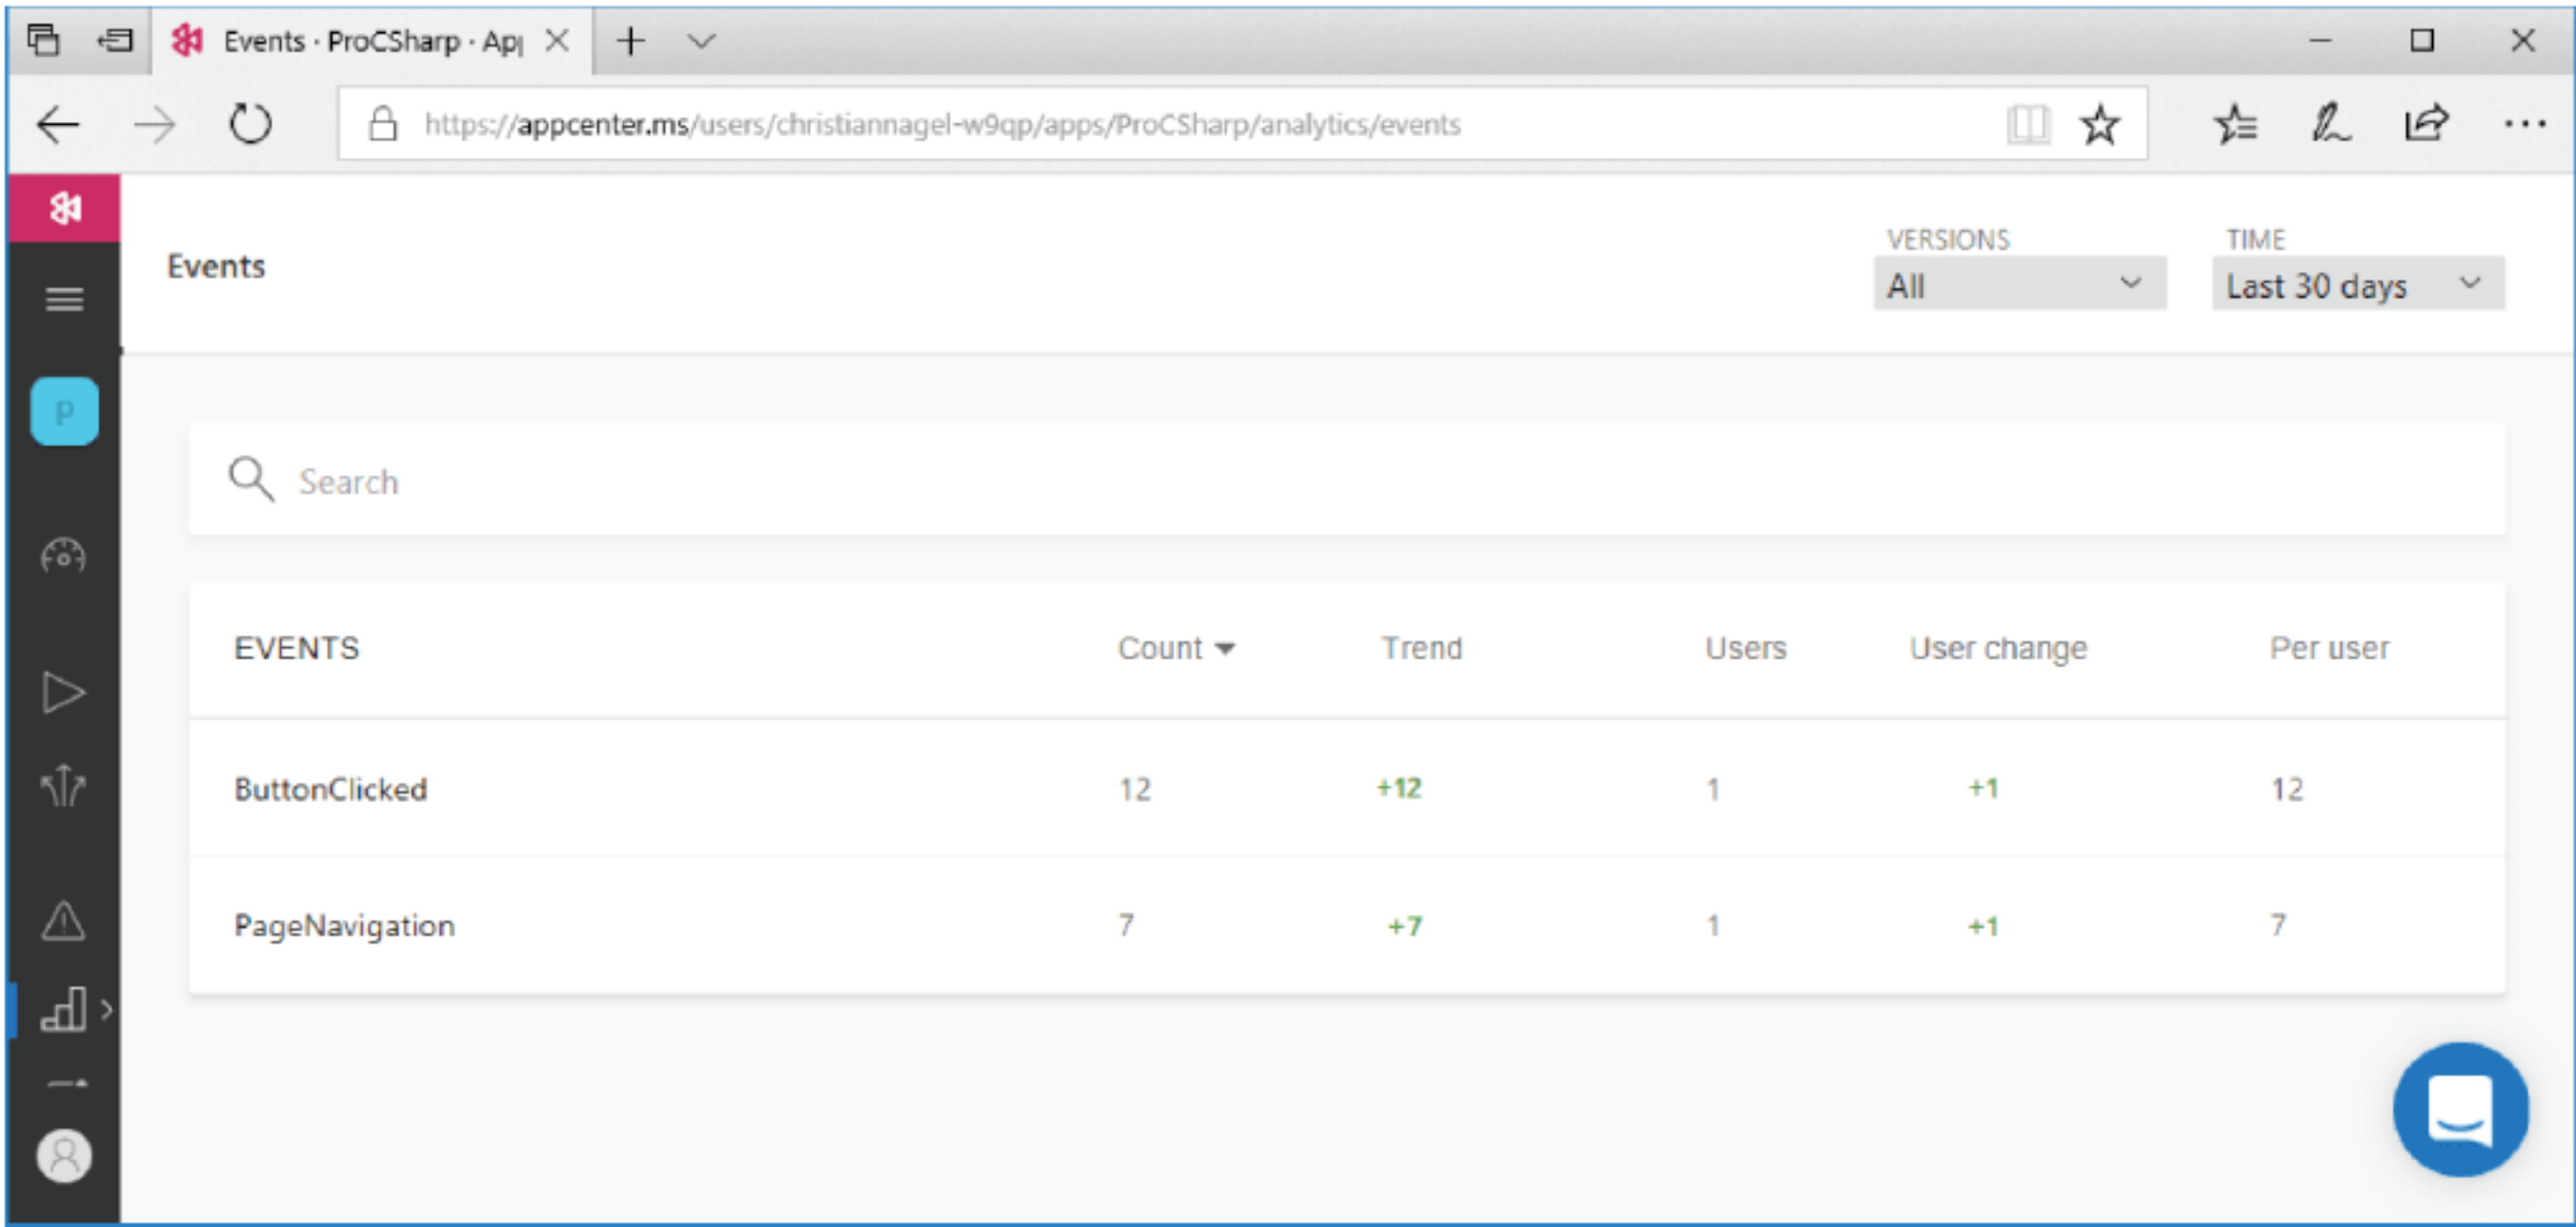 Events · ProCSharp · Ap
https://appcenter.ms/users/christiannagel-w9qp/apps/ProCSharp/analytics/events
Events
VERSIONS
All
TIME
Last 30 days
P
Search
EVENTS Count Trend Users User change Per user
ButtonClicked 12 +12 1 +1 12
PageNavigation 7 +7 1 +1 7